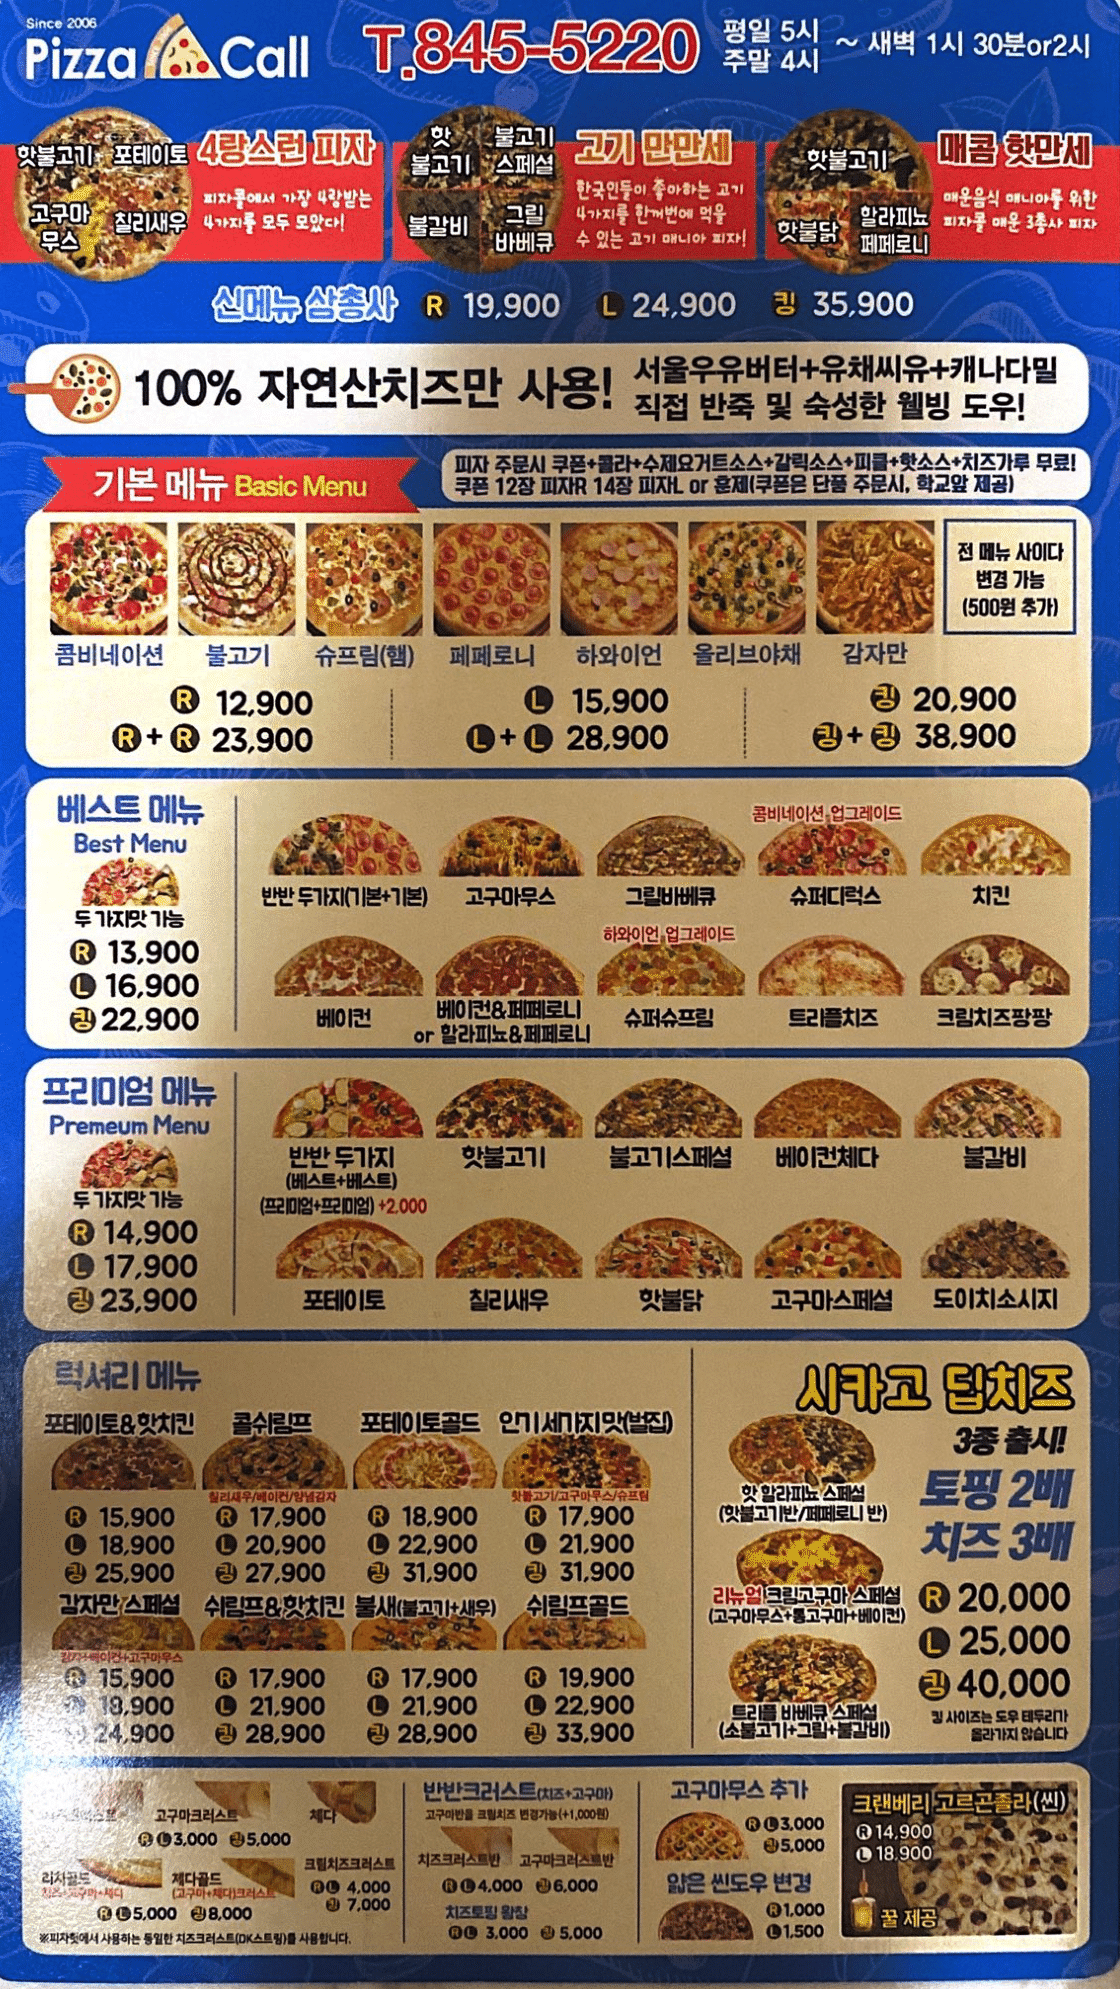 Since 2006
Pizza Call
T.845-5220
평일 5시
주말 4시
~ 새벽 1시 30분or2시
핫불고기 포테이토
고구마무스 칠리새우
4랑스런 피자
피자콜에서 가장 4랑받는
4가지를 모두 모았다!
핫불고기 불고기스페셜
불갈비 그릴바베큐
고기 만만세
한국인들이 좋아하는 고기
4가지를 한꺼번에 먹을
수 있는 고기 매니아 피자!
핫불고기
핫불닭 할라피뇨페페로니
매콤 핫만세
매운음식 매니아를 위한
피자콜 매운 3총사 피자
신메뉴 삼총사 R 19,900 L 24,900 킹 35,900
100% 자연산치즈만 사용!
서울우유버터+유채씨유+캐나다밀
직접 반죽 및 숙성한 웰빙 도우!
기본 메뉴 Basic Menu
피자 주문시 쿠폰+콜라+수제요거트소스+갈릭소스+피클+핫소스+치즈가루 무료!
쿠폰 12장 피자R 14장 피자L or 훈제(쿠폰은 단품 주문시, 학교앞 제공)
전 메뉴 사이다
변경 가능
(500원 추가)
콤비네이션 불고기 슈프림(햄) 페페로니 하와이언 올리브야채 감자만
R 12,900 L 15,900 킹 20,900
R+R 23,900 L+L 28,900 킹+킹 38,900
베스트 메뉴
Best Menu
두 가지맛 가능
R 13,900
L 16,900
킹 22,900
콤비네이션 업그레이드
반반 두가지(기본+기본) 고구마무스 그릴바베큐 슈퍼디럭스 치킨
하와이언 업그레이드
베이컨 베이컨&페페로니 슈퍼슈프림 트리플치즈 크림치즈팡팡
or 할라피뇨&페페로니
프리미엄 메뉴
Premeum Menu
두 가지맛 가능
R 14,900
L 17,900
킹 23,900
반반 두가지 핫불고기 불고기스페셜 베이컨체다 불갈비
(베스트+베스트)
(프리미엄+프리미엄) +2.000
포테이토 칠리새우 핫불닭 고구마스페셜 도이치소시지
럭셔리 메뉴
포테이토&핫치킨 콜쉬림프 포테이토골드 인기세가지맛(벌집)
칠리새우/베이컨/양념감자 핫불고기/고구마무스/슈프림
R 15,900 R 17,900 R 18,900 R 17,900
L 18,900 L 20,900 L 22,900 L 21,900
킹 25,900 킹 27,900 킹 31,900 킹 31,900
감자만 스페셜 쉬림프&핫치킨 불새(불고기+새우) 쉬림프골드
감자+베이컨+고구마무스
R 15,900 R 17,900 R 17,900 R 19,900
18,900 L 21,900 L 21,900 L 22,900
24,900 킹 28,900 킹 28,900 킹 33,900
시카고 딥치즈
3종 출시!
토핑 2배
치즈 3배
핫 할라피뇨 스페셜
(핫불고기반/페페로니 반)
리뉴얼 크림고구마 스페셜
(고구마무스+통고구마+베이컨)
트리플 바베큐 스페셜
(소불고기+그릴+불갈비)
R 20,000
L 25,000
킹 40,000
킹 사이즈는 도우 테두리가
올라가지 않습니다
고구마크러스트 체다
R L 3,000 킹 5,000
리치골드 체다골드 크림치즈크러스트
치즈+고구마+체다 (고구마+체다)크러스트
R L 4,000
킹 7,000
R L 5,000 킹 8,000
※피자헛에서 사용하는 동일한 치즈크러스트(DK스트링)를 사용합니다.
반반크러스트(치즈+고구마)
고구마반을 크림치즈 변경가능(+1,000원)
치즈크러스트반 고구마크러스트반
R L 4,000 킹 6,000
치즈토핑 왕창
R L 3,000 킹 5,000
고구마무스 추가
R L 3,000
킹 5,000
얇은 씬도우 변경
R 1,000
L 1,500
크랜베리 고르곤졸라(씬)
R 14,900
L 18,900
꿀 제공